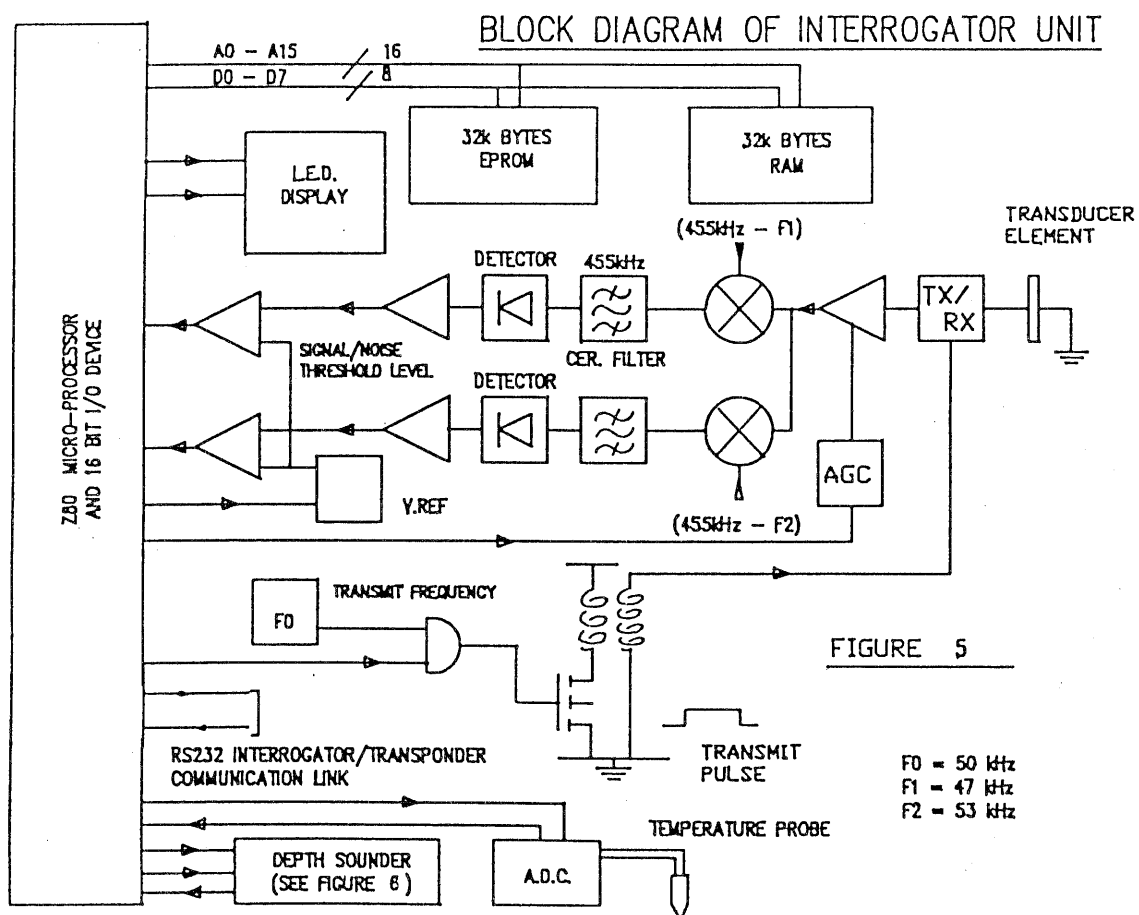 BLOCK DIAGRAM OF INTERROGATOR UNIT
A0 - A15
16
D0 - D7
8
32k BYTES
EPROM
32k BYTES
RAM
L.E.D.
DISPLAY
(455kHz - F1)
TRANSDUCER
ELEMENT
DETECTOR
455kHz
TX/
RX
SIGNAL/NOISE
THRESHOLD LEVEL
CER. FILTER
DETECTOR
Z80 MICRO-PROCESSOR
AND 16 BIT I/O DEVICE
AGC
V.REF
(455kHz - F2)
TRANSMIT FREQUENCY
F0
FIGURE 5
RS232 INTERROGATOR/TRANSPONDER
COMMUNICATION LINK
TRANSMIT
PULSE
F0 = 50 kHz
F1 = 47 kHz
F2 = 53 kHz
TEMPERATURE PROBE
DEPTH SOUNDER
(SEE FIGURE 6)
A.D.C.